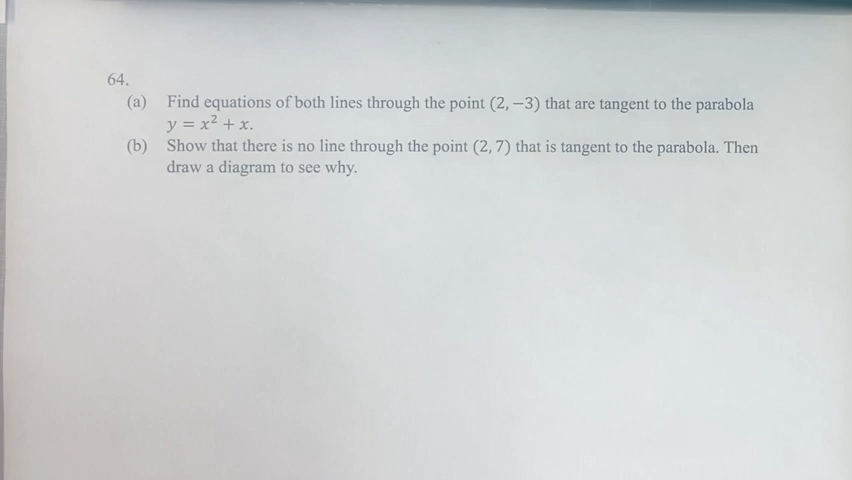 64.
(a) Find equations of both lines through the point (2, −3) that are tangent to the parabola
y = x² + x.
(b) Show that there is no line through the point (2, 7) that is tangent to the parabola. Then
draw a diagram to see why.